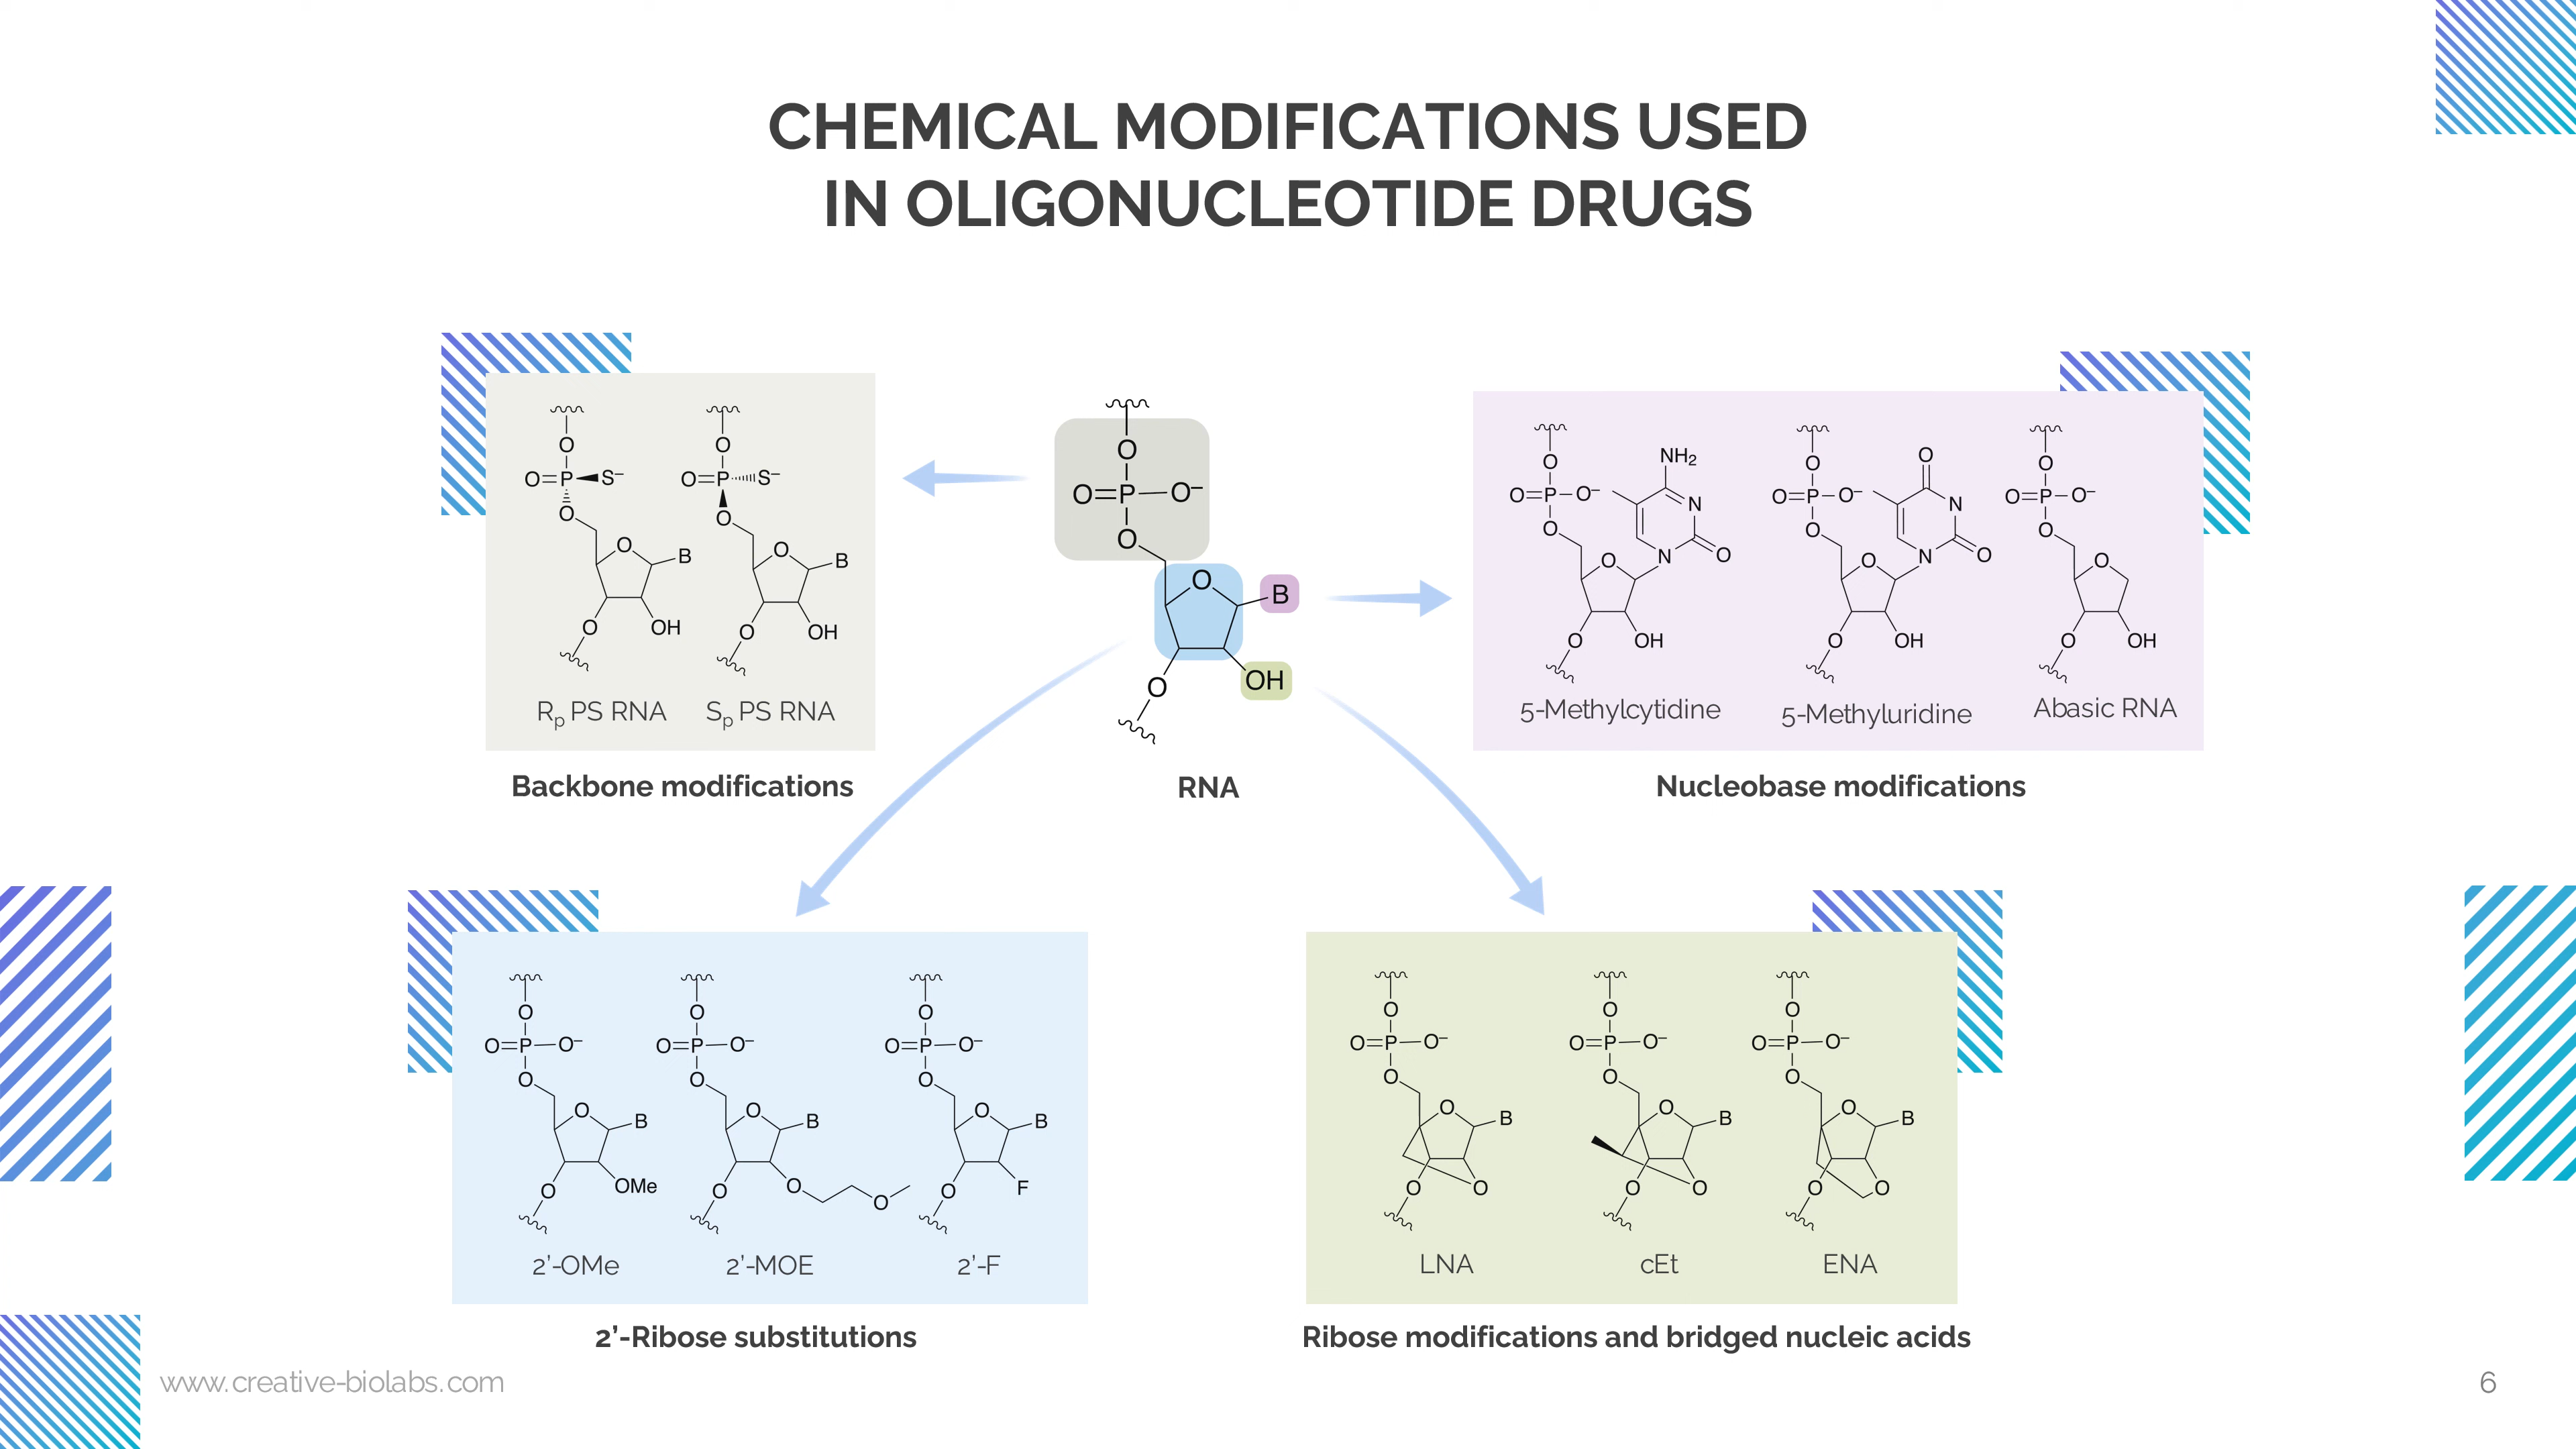 CHEMICAL MODIFICATIONS USED
IN OLIGONUCLEOTIDE DRUGS
O
O=P S–
O
O
B
O
OH
Rp PS RNA
O
O=P S–
O
O
B
O
OH
Sp PS RNA
Backbone modifications
O
O=P–O–
O
O
B
O
OH
RNA
O
O=P–O–
O
NH2
N
N
O
O
O
OH
5-Methylcytidine
O
O=P–O–
O
O
N
N
O
O
O
OH
5-Methyluridine
O
O=P–O–
O
O
O
OH
Abasic RNA
Nucleobase modifications
O
O=P–O–
O
O
B
O
OMe
2'-OMe
O
O=P–O–
O
O
B
O
O
O
2'-MOE
O
O=P–O–
O
O
B
O
F
2'-F
2'-Ribose substitutions
O
O=P–O–
O
O
B
O
O
LNA
O
O=P–O–
O
O
B
O
O
cEt
O
O=P–O–
O
O
B
O
O
ENA
Ribose modifications and bridged nucleic acids
www.creative-biolabs.com
6